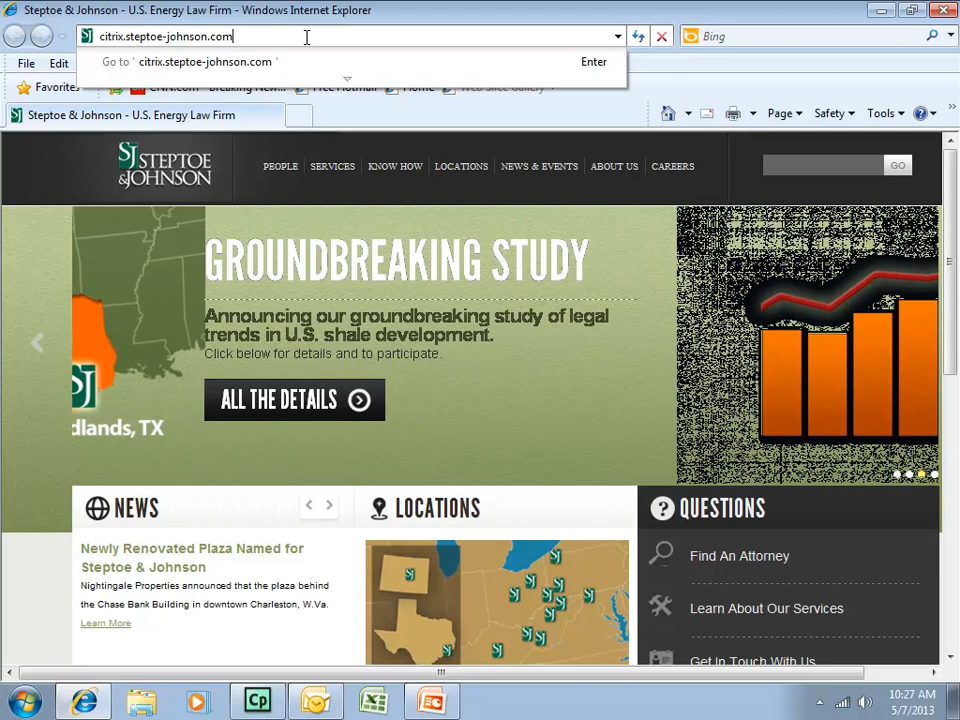 Steptoe & Johnson - U.S. Energy Law Firm - Windows Internet Explorer
citrix.steptoe-johnson.com
Bing
Go to ' citrix.steptoe-johnson.com '
Enter
File Edit
Favorites
Home
Steptoe & Johnson - U.S. Energy Law Firm
Page Safety Tools
SJ STEPTOE
& JOHNSON
PEOPLE SERVICES KNOW HOW LOCATIONS NEWS & EVENTS ABOUT US CAREERS
GO
GROUNDBREAKING STUDY
Announcing our groundbreaking study of legal
trends in U.S. shale development.
Click below for details and to participate.
ALL THE DETAILS
SJ
dlands, TX
NEWS
LOCATIONS
QUESTIONS
Newly Renovated Plaza Named for
Steptoe & Johnson
Nightingale Properties announced that the plaza behind
the Chase Bank Building in downtown Charleston, W.Va.
Learn More
Find An Attorney
Learn About Our Services
Get In Touch With Us
Cp
10:27 AM
5/7/2013